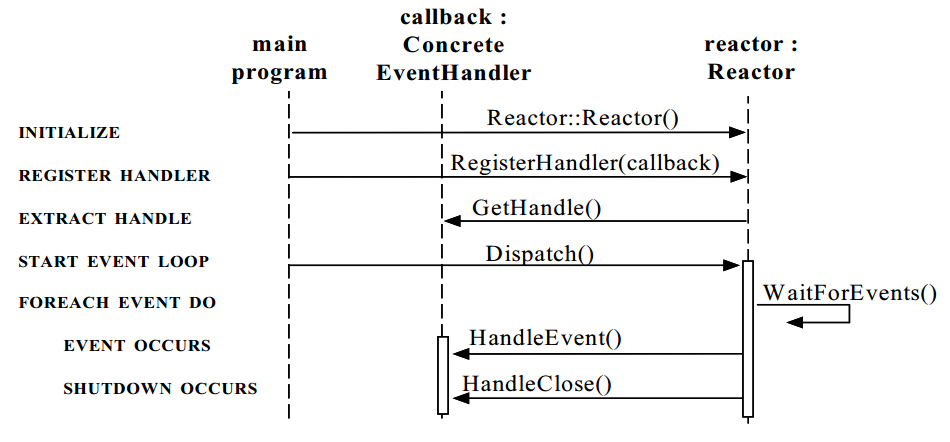 callback :
main
Concrete
reactor :
program
EventHandler
Reactor
INITIALIZE
Reactor::Reactor()
REGISTER HANDLER
RegisterHandler(callback)
EXTRACT HANDLE
GetHandle()
START EVENT LOOP
Dispatch()
FOREACH EVENT DO
WaitForEvents()
EVENT OCCURS
HandleEvent()
SHUTDOWN OCCURS
HandleClose()